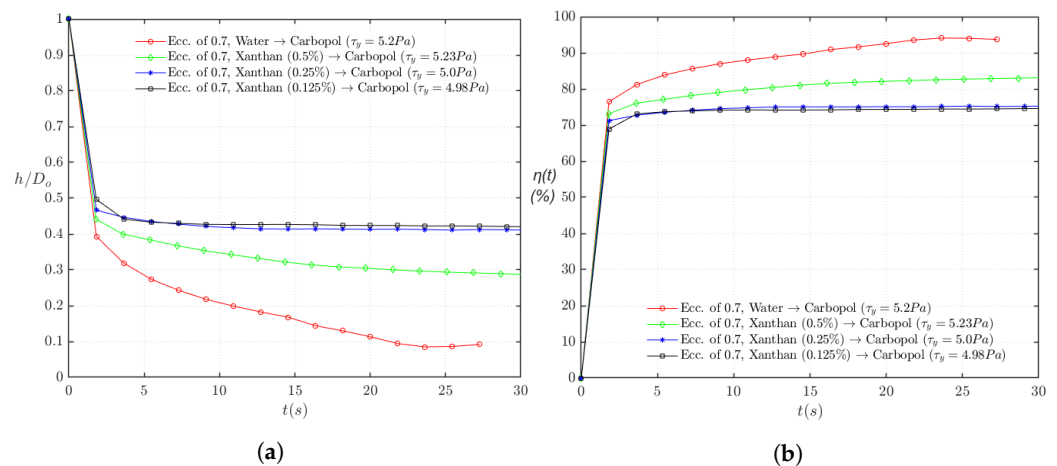 1
0.9
0.8
0.7
0.6
0.5
0.4
0.3
0.2
0.1
0
h/D_o
Ecc. of 0.7, Water → Carbopol (τ_y = 5.2Pa)
Ecc. of 0.7, Xanthan (0.5%) → Carbopol (τ_y = 5.23Pa)
Ecc. of 0.7, Xanthan (0.25%) → Carbopol (τ_y = 5.0Pa)
Ecc. of 0.7, Xanthan (0.125%) → Carbopol (τ_y = 4.98Pa)
0 5 10 15 20 25 30
t(s)
(a)
100
90
80
70
60
50
40
30
20
10
0
η(t)
(%)
Ecc. of 0.7, Water → Carbopol (τ_y = 5.2Pa)
Ecc. of 0.7, Xanthan (0.5%) → Carbopol (τ_y = 5.23Pa)
Ecc. of 0.7, Xanthan (0.25%) → Carbopol (τ_y = 5.0Pa)
Ecc. of 0.7, Xanthan (0.125%) → Carbopol (τ_y = 4.98Pa)
0 5 10 15 20 25 30
t(s)
(b)